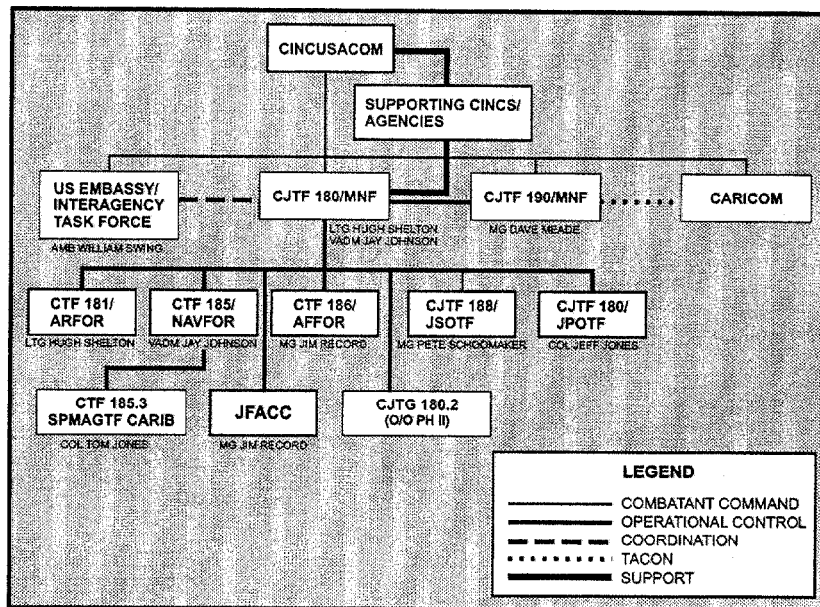 CINCUSACOM
SUPPORTING CINCS/
AGENCIES
US EMBASSY/
INTERAGENCY
TASK FORCE
AMB WILLIAM SWING
CJTF 180/MNF
LTG HUGH SHELTON
VADM JAY JOHNSON
CJTF 190/MNF
MG DAVE MEADE
CARICOM
CTF 181/
ARFOR
LTG HUGH SHELTON
CTF 185/
NAVFOR
VADM JAY JOHNSON
CTF 186/
AFFOR
MG JIM RECORD
CJTF 188/
JSOTF
MG PETE SCHOOMAKER
CJTF 180/
JPOTF
COL JEFF JONES
CTF 185.3
SPMAGTF CARIB
COL TOM JONES
JFACC
MG JIM RECORD
CJTG 180.2
(O/O PH II)
LEGEND
COMBATANT COMMAND
OPERATIONAL CONTROL
COORDINATION
TACON
SUPPORT